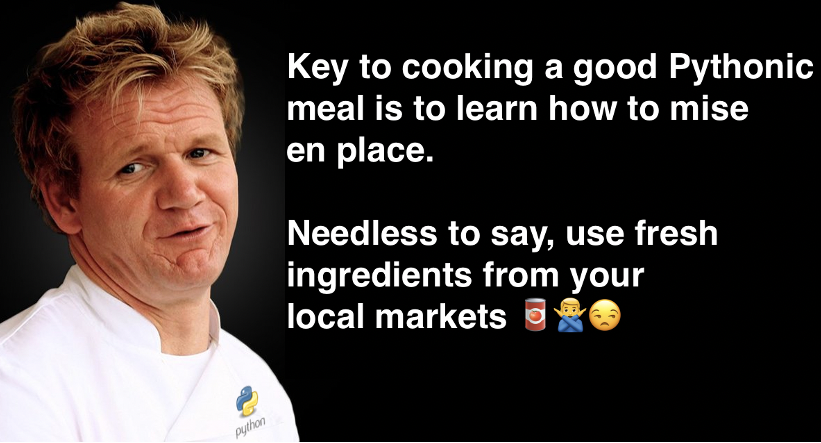 Key to cooking a good Pythonic
meal is to learn how to mise
en place.
Needless to say, use fresh
ingredients from your
local markets 🥫🙅‍♂️😒
python